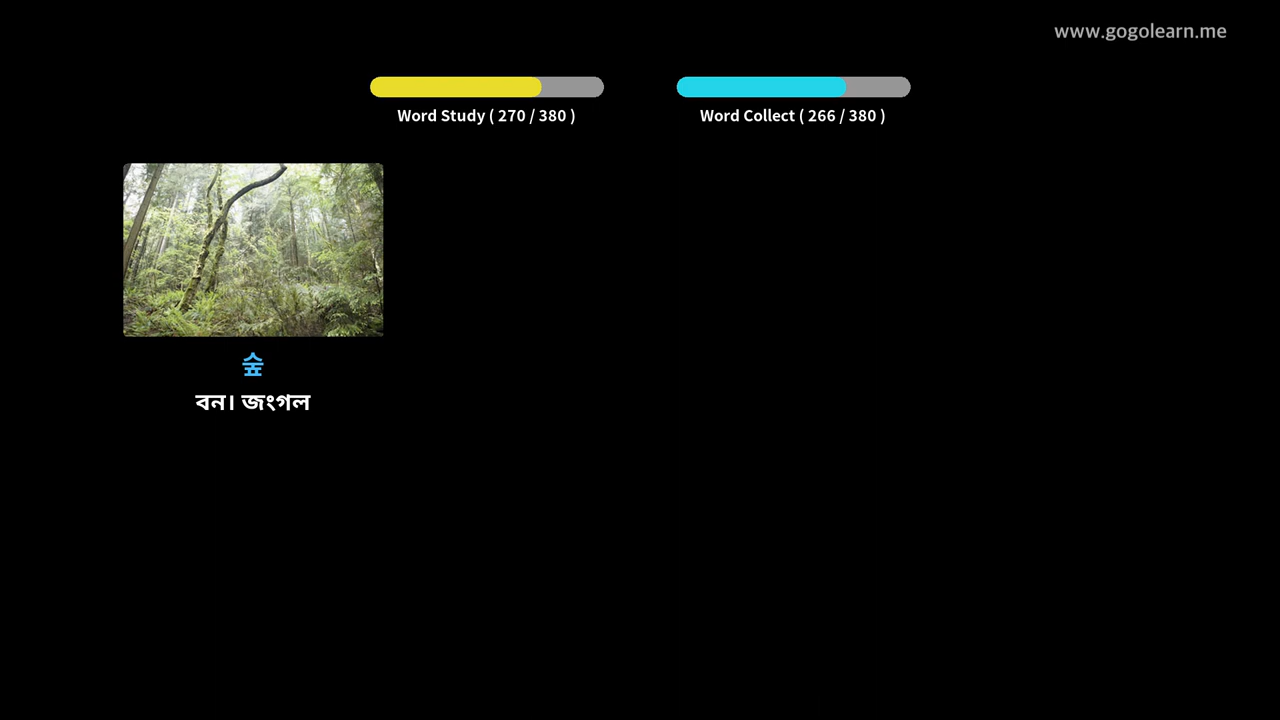 www.gogolearn.me
Word Study ( 270 / 380 )
Word Collect ( 266 / 380 )
숲
বন। জংগল